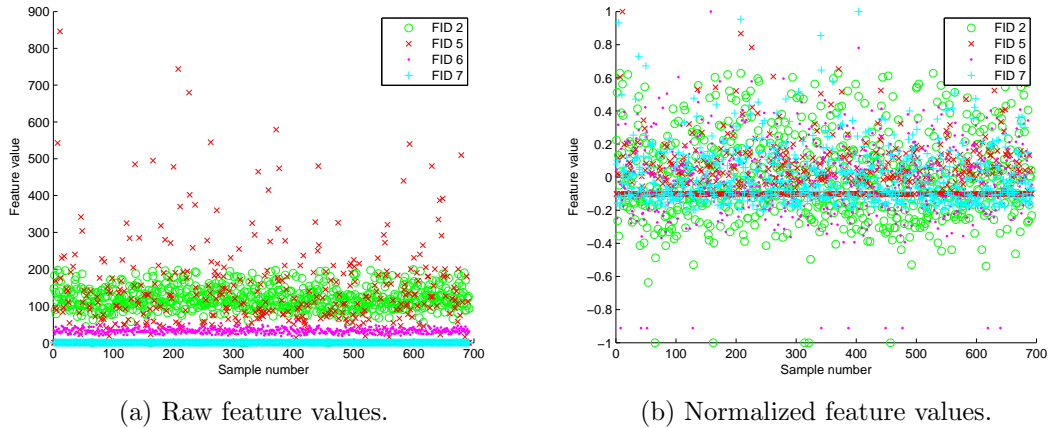 900
800
700
600
500
400
300
200
100
0
0 100 200 300 400 500 600 700
Feature value
Sample number
FID 2
FID 5
FID 6
FID 7
(a) Raw feature values.
1
0.8
0.6
0.4
0.2
0
−0.2
−0.4
−0.6
−0.8
−1
0 100 200 300 400 500 600 700
Feature value
Sample number
FID 2
FID 5
FID 6
FID 7
(b) Normalized feature values.